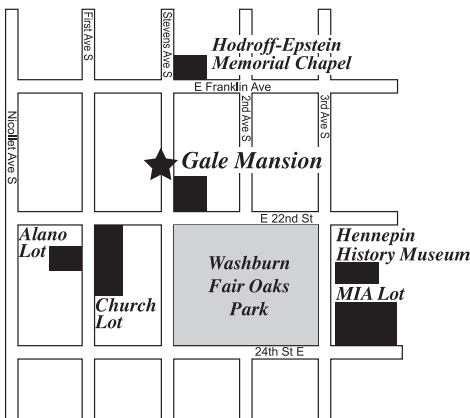 First Ave S
Stevens Ave S
Hodroff-Epstein
Memorial Chapel
E Franklin Ave
Nicollet Ave S
2nd Ave S
3rd Ave S
Gale Mansion
E 22nd St
Alano
Lot
Church
Lot
Washburn
Fair Oaks
Park
Hennepin
History Museum
MIA Lot
24th St E